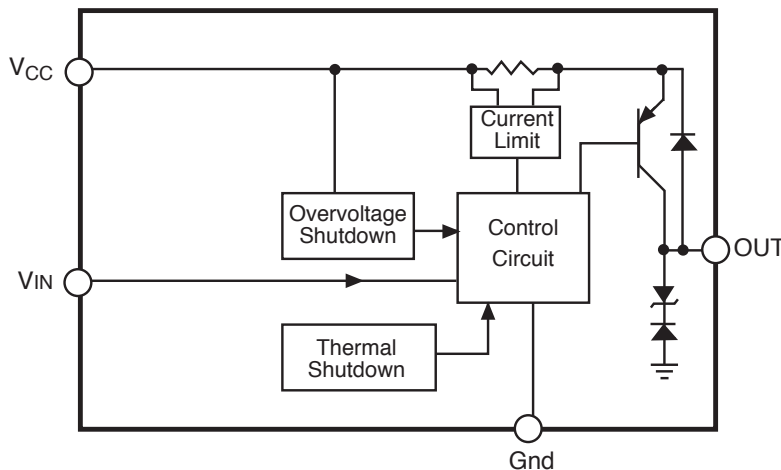 VCC
Current
Limit
Overvoltage
Shutdown
Control
Circuit
OUT
VIN
Thermal
Shutdown
Gnd